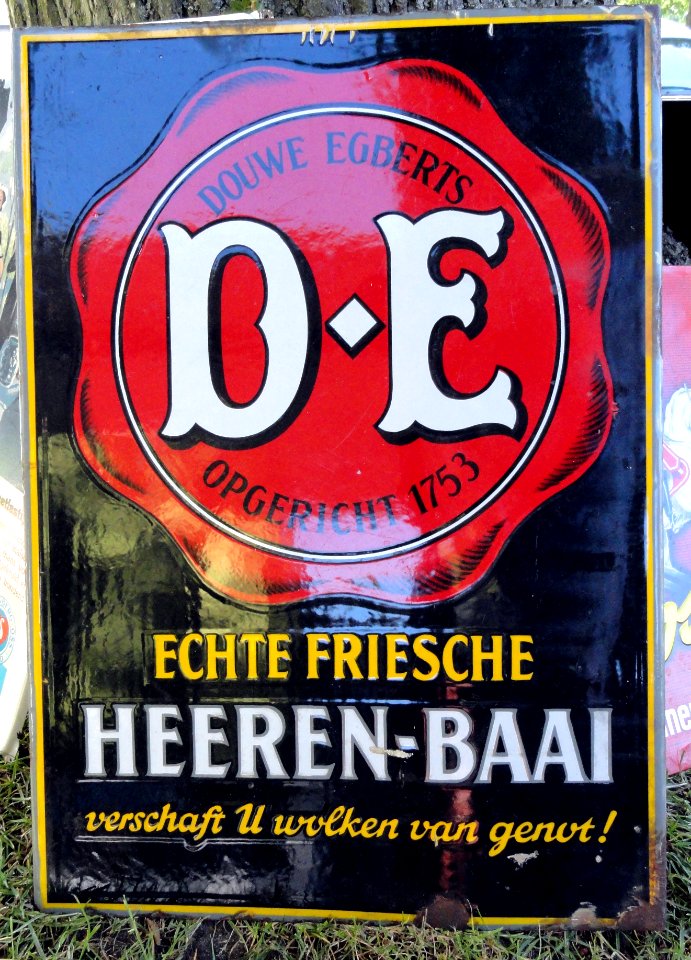 DOUWE EGBERTS
D·E
OPGERICHT 1753
ECHTE FRIESCHE
HEEREN-BAAI
verschaft U wolken van genot!